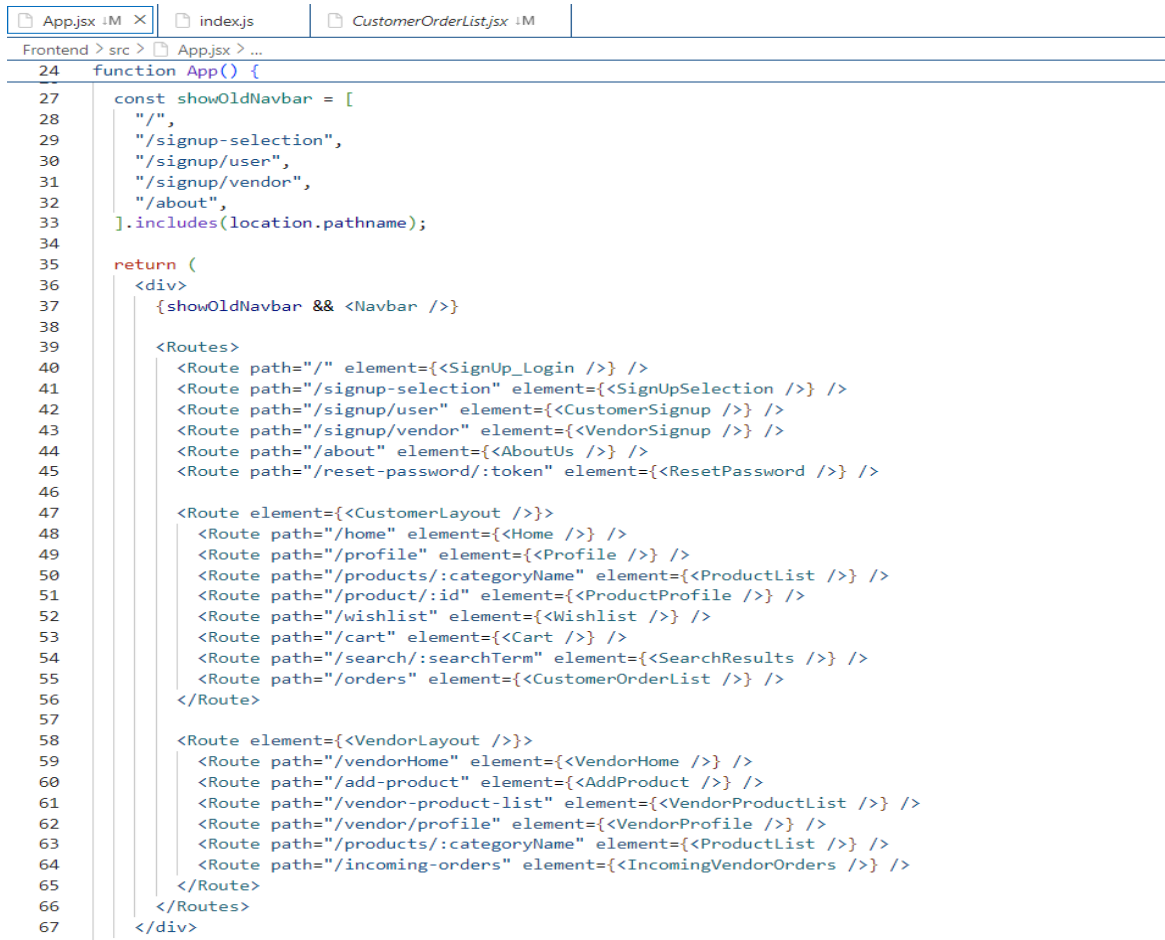 App.jsx ↓M ×
index.js
CustomerOrderList.jsx ↓M
Frontend > src > App.jsx > ...
24 function App() {
27 const showOldNavbar = [
28 "/",
29 "/signup-selection",
30 "/signup/user",
31 "/signup/vendor",
32 "/about",
33 ].includes(location.pathname);
34
35 return (
36 <div>
37 {showOldNavbar && <Navbar />}
38
39 <Routes>
40 <Route path="/" element={<SignUp_Login />} />
41 <Route path="/signup-selection" element={<SignUpSelection />} />
42 <Route path="/signup/user" element={<CustomerSignup />} />
43 <Route path="/signup/vendor" element={<VendorSignup />} />
44 <Route path="/about" element={<AboutUs />} />
45 <Route path="/reset-password/:token" element={<ResetPassword />} />
46
47 <Route element={<CustomerLayout />}>
48 <Route path="/home" element={<Home />} />
49 <Route path="/profile" element={<Profile />} />
50 <Route path="/products/:categoryName" element={<ProductList />} />
51 <Route path="/product/:id" element={<ProductProfile />} />
52 <Route path="/wishlist" element={<Wishlist />} />
53 <Route path="/cart" element={<Cart />} />
54 <Route path="/search/:searchTerm" element={<SearchResults />} />
55 <Route path="/orders" element={<CustomerOrderList />} />
56 </Route>
57
58 <Route element={<VendorLayout />}>
59 <Route path="/vendorHome" element={<VendorHome />} />
60 <Route path="/add-product" element={<AddProduct />} />
61 <Route path="/vendor-product-list" element={<VendorProductList />} />
62 <Route path="/vendor/profile" element={<VendorProfile />} />
63 <Route path="/products/:categoryName" element={<ProductList />} />
64 <Route path="/incoming-orders" element={<IncomingVendorOrders />} />
65 </Route>
66 </Routes>
67 </div>